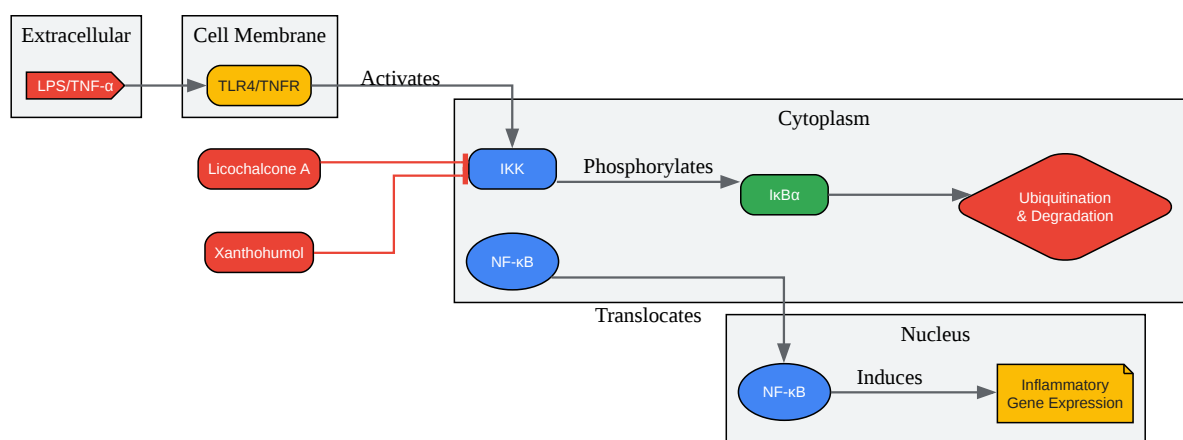 Extracellular
LPS/TNF-α
Cell Membrane
TLR4/TNFR
Activates
Cytoplasm
Licochalcone A
IKK
Phosphorylates
IκBα
Ubiquitination
& Degradation
Xanthohumol
NF-κB
Translocates
Nucleus
NF-κB
Induces
Inflammatory
Gene Expression